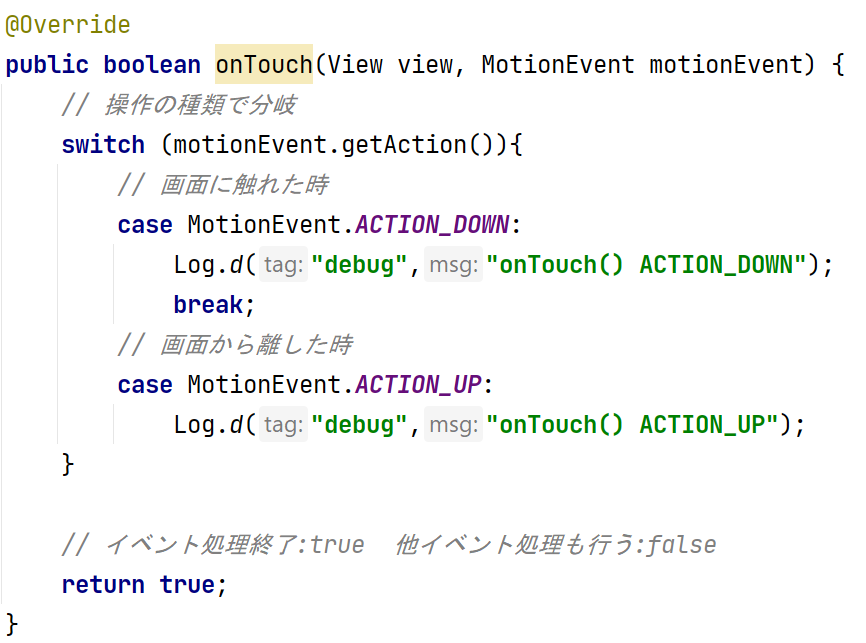 @Override
public boolean onTouch(View view, MotionEvent motionEvent) {
// 操作の種類で分岐
switch (motionEvent.getAction()){
// 画面に触れた時
case MotionEvent.ACTION_DOWN:
Log.d( tag: "debug", msg: "onTouch() ACTION_DOWN");
break;
// 画面から離した時
case MotionEvent.ACTION_UP:
Log.d( tag: "debug", msg: "onTouch() ACTION_UP");
}
// イベント処理終了:true　他イベント処理も行う:false
return true;
}